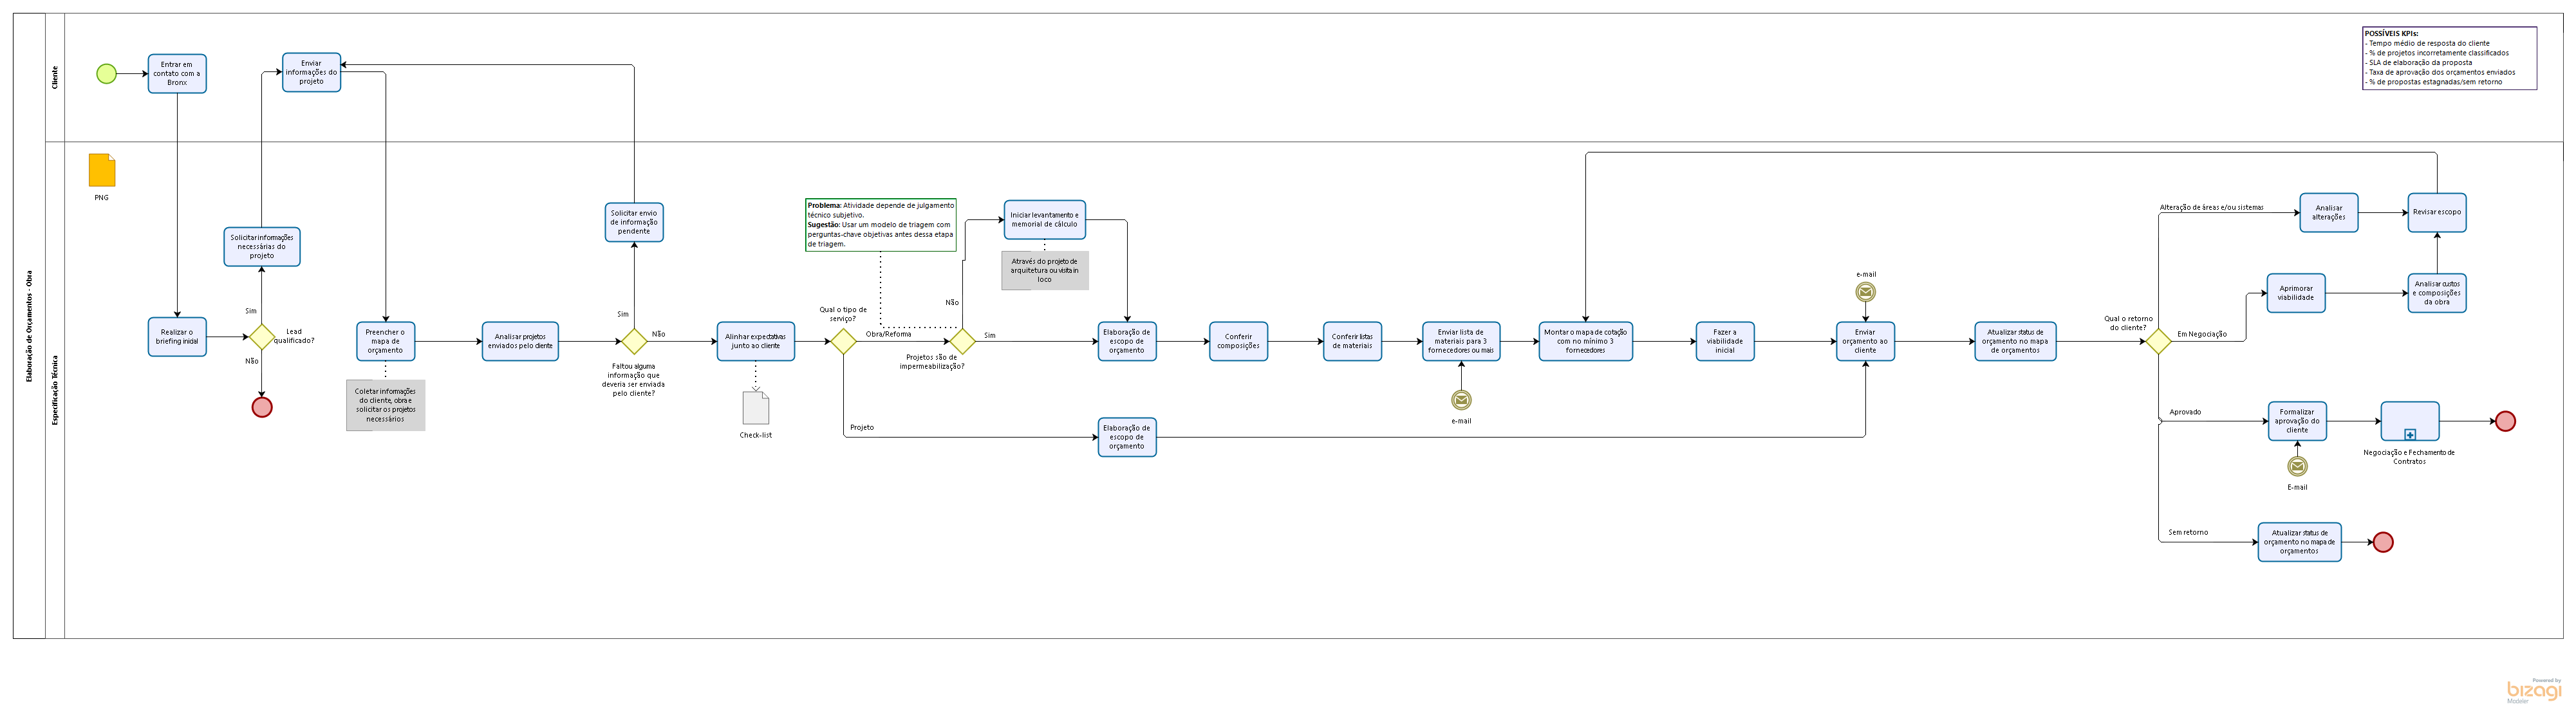 Elaboração de Orçamentos - Obra
Cliente
Entrar em
contato com a
Bronx
Enviar
informações do
projeto
POSSÍVEIS KPIs:
- Tempo médio de resposta do cliente
- % de projetos incorretamente classificados
- SLA de elaboração da proposta
- Taxa de aprovação dos orçamentos enviados
- % de propostas estagnadas/sem retorno
Especificação Técnica
PNG
Realizar o
briefing inicial
Lead
qualificado?
Sim
Não
Solicitar informações
necessárias do
projeto
Preencher o
mapa de
orçamento
Coletar informações
do cliente, obra e
solicitar os projetos
necessários
Analisar projetos
enviados pelo cliente
Faltou alguma
informação que
deveria ser enviada
pelo cliente?
Sim
Não
Solicitar envio
de informação
pendente
Alinhar expectativas
junto ao cliente
Check-list
Qual o tipo de
serviço?
Obra/Reforma
Projeto
Problema: Atividade depende de julgamento
técnico subjetivo.
Sugestão: Usar um modelo de triagem com
perguntas-chave objetivas antes dessa etapa
de triagem.
Projetos são de
impermeabilização?
Não
Sim
Iniciar levantamento e
memorial de cálculo
Através do projeto de
arquitetura ou visita in
loco
Elaboração de
escopo de
orçamento
Elaboração de
escopo de
orçamento
Conferir
composições
Conferir listas
de materiais
Enviar lista de
materiais para 3
fornecedores ou mais
e-mail
Montar o mapa de cotação
com no mínimo 3
fornecedores
Fazer a
viabilidade
inicial
e-mail
Enviar
orçamento ao
cliente
Atualizar status de
orçamento no mapa
de orçamentos
Qual o retorno
do cliente?
Alteração de áreas e/ou sistemas
Analisar
alterações
Revisar escopo
Em Negociação
Aprimorar
viabilidade
Analisar custos
e composições
da obra
Aprovado
Formalizar
aprovação do
cliente
E-mail
Negociação e Fechamento de
Contratos
Sem retorno
Atualizar status de
orçamento no mapa de
orçamentos
Powered by
bizagi
Modeler